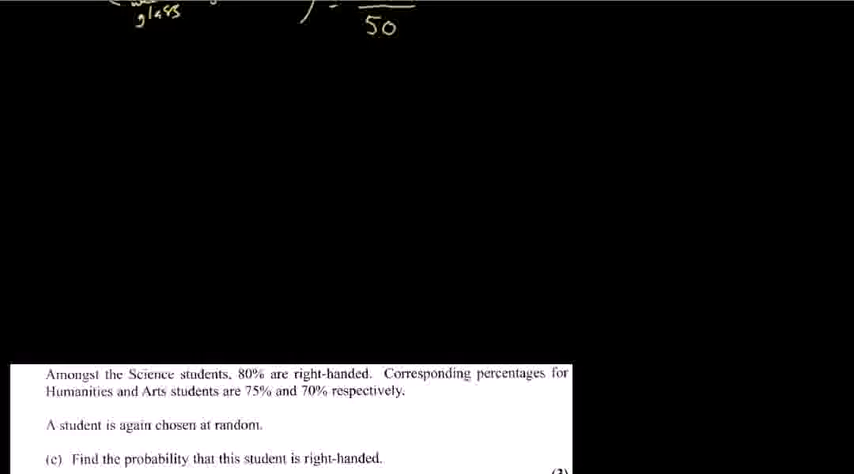 glass ) = 50
Amongst the Science students, 80% are right-handed. Corresponding percentages for
Humanities and Arts students are 75% and 70% respectively.
A student is again chosen at random.
(c) Find the probability that this student is right-handed.